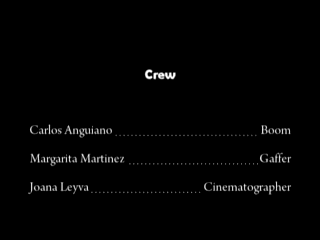 Crew
Carlos Anguiano ................................ Boom
Margarita Martinez ................................ Gaffer
Joana Leyva ............................ Cinematographer